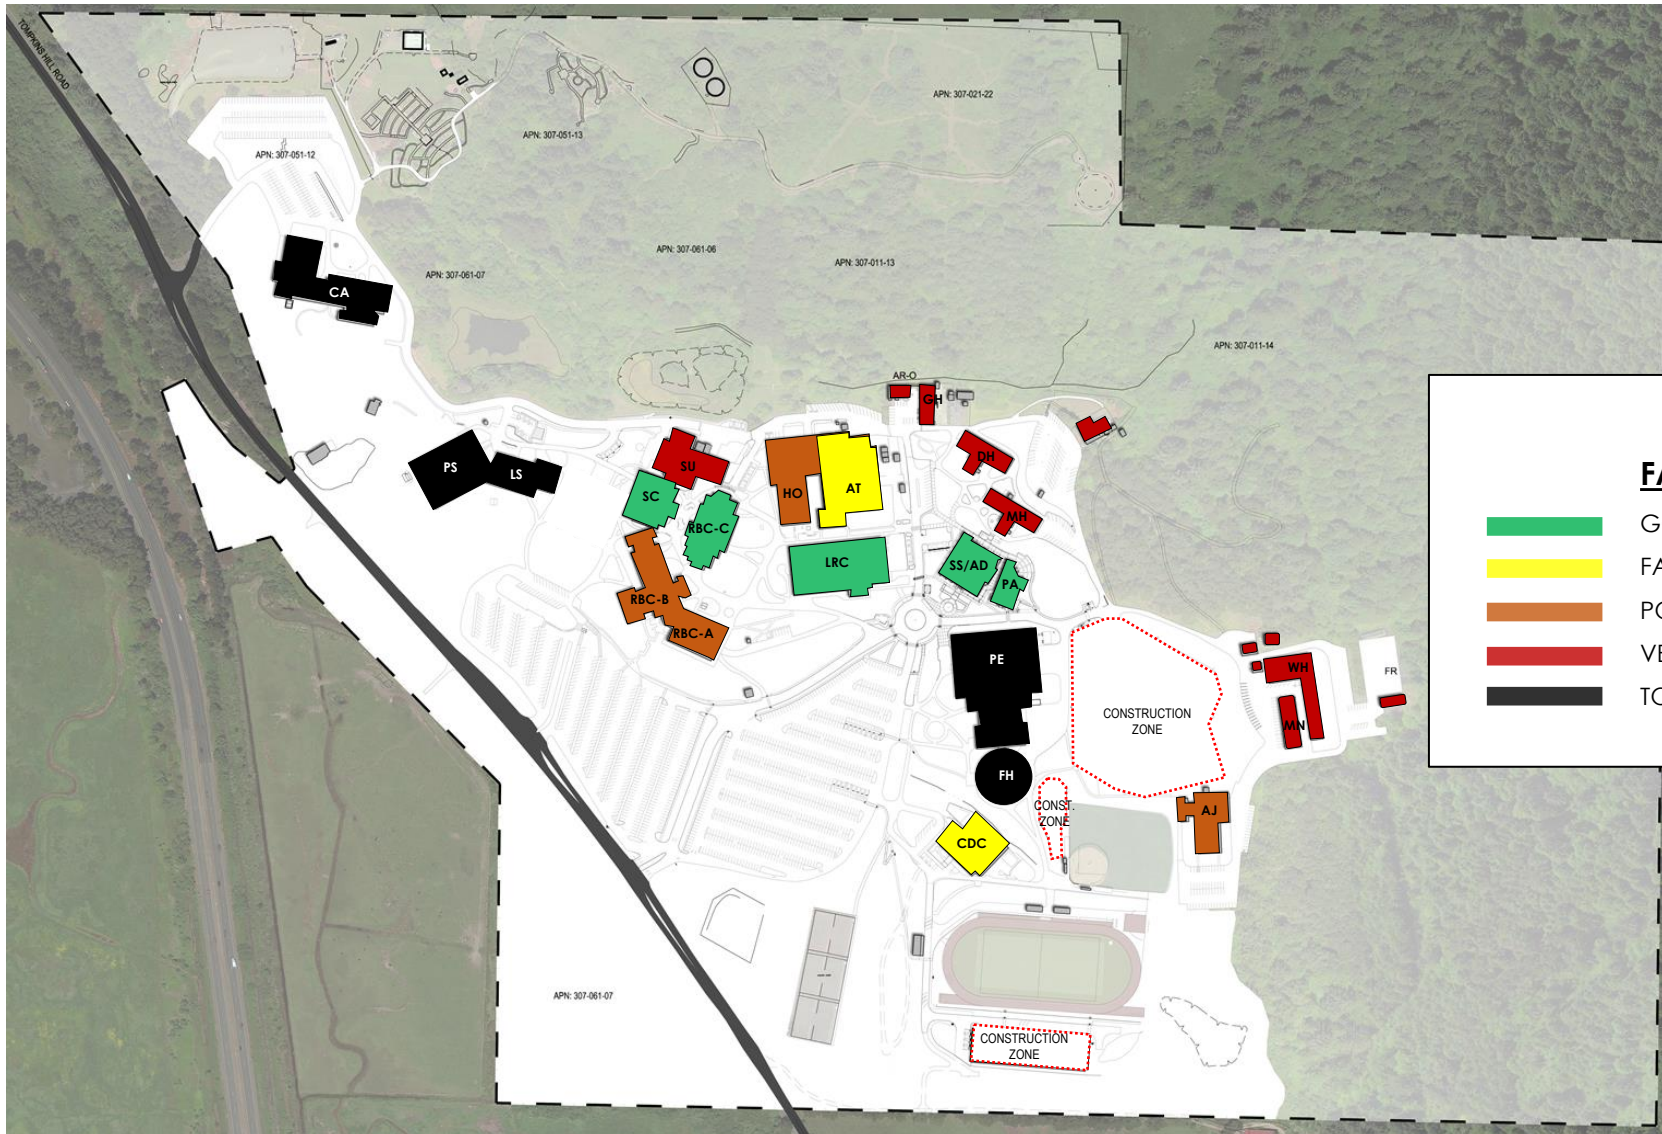 TOMPKINS HILL ROAD
APN: 307-021-22
APN: 307-051-13
APN: 307-051-12
APN: 307-061-06
APN: 307-011-13
APN: 307-061-07
CA
APN: 307-011-14
AR-O
GH
FA
PS
LS
SU
DH
SC
HO
AT
RBC-C
MH
G
LRC
SS/AD
PA
FA
RBC-B
RBC-A
PO
PE
WH
FR
VE
TO
CONSTRUCTION
ZONE
MN
FH
CONST.
ZONE
AJ
CDC
APN: 307-061-07
CONSTRUCTION
ZONE